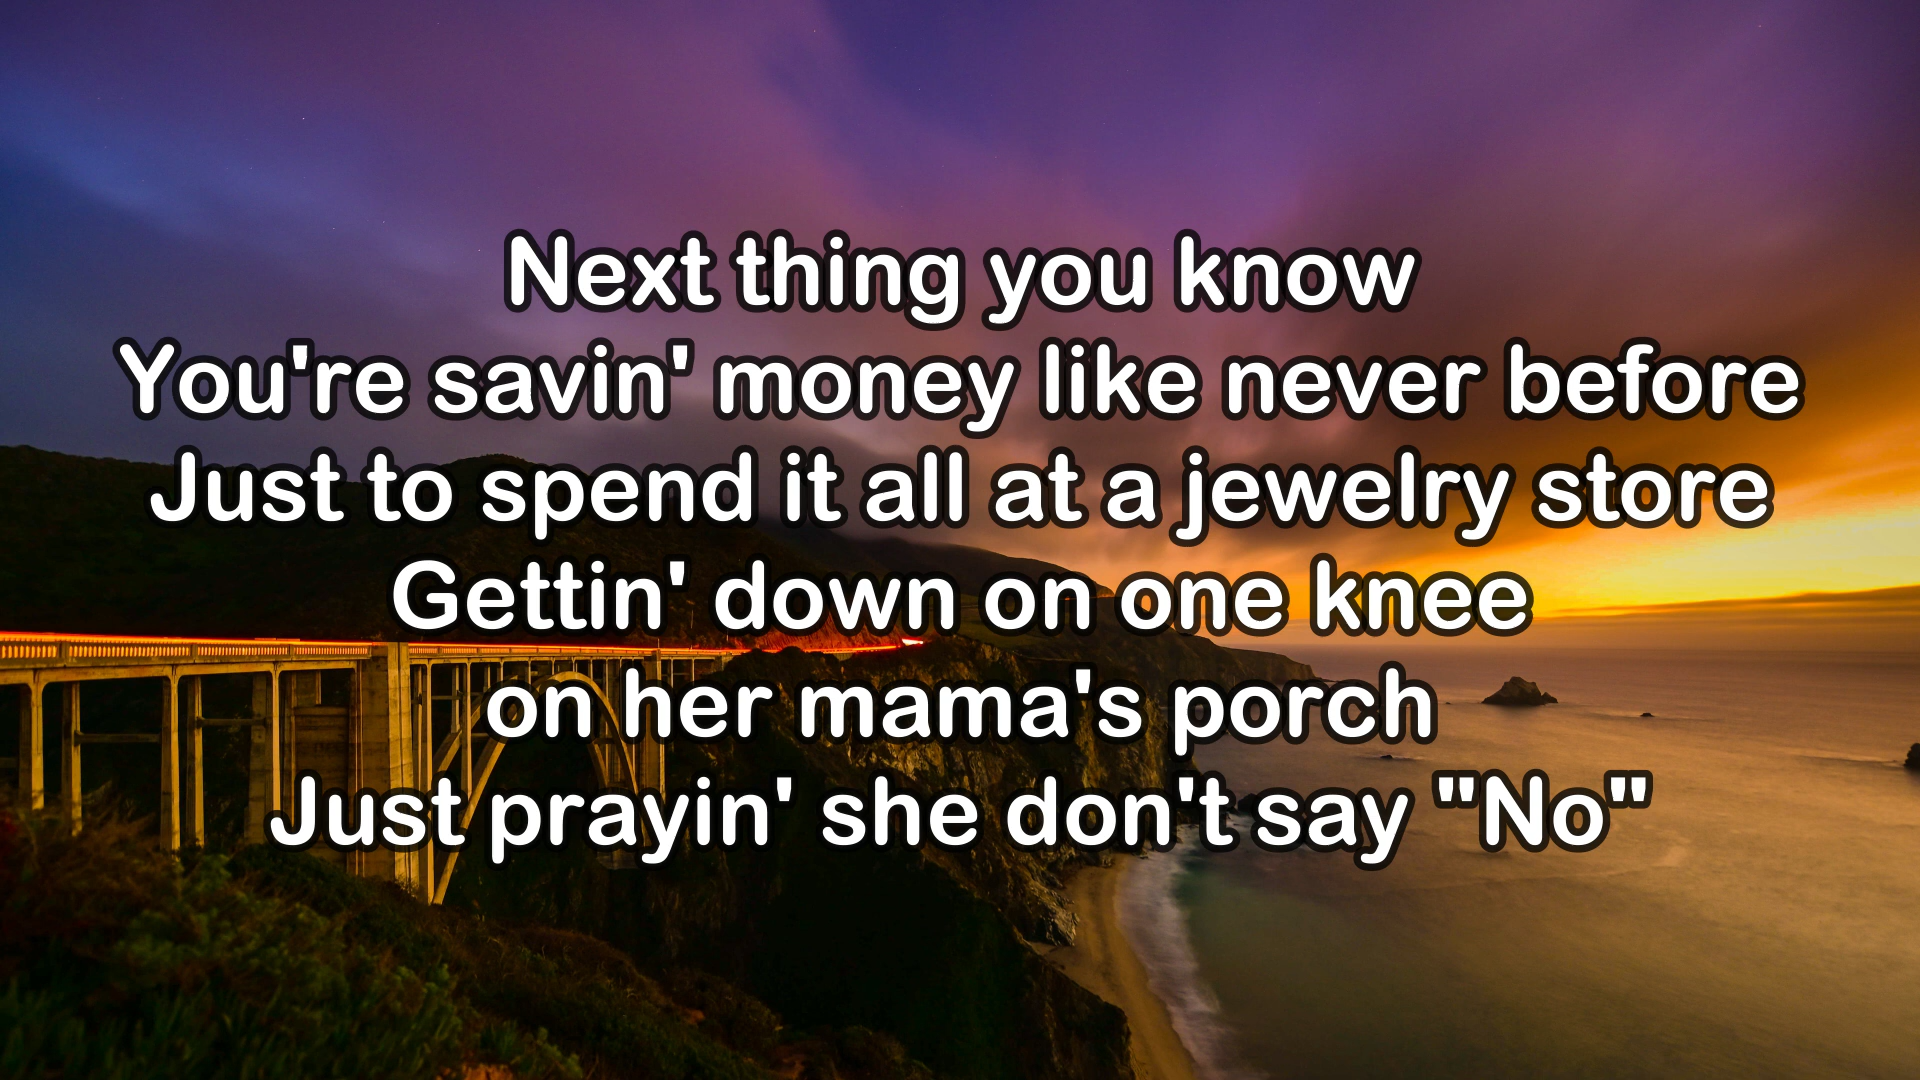 Next thing you know
You're savin' money like never before
Just to spend it all at a jewelry store
Gettin' down on one knee
on her mama's porch
Just prayin' she don't say "No"